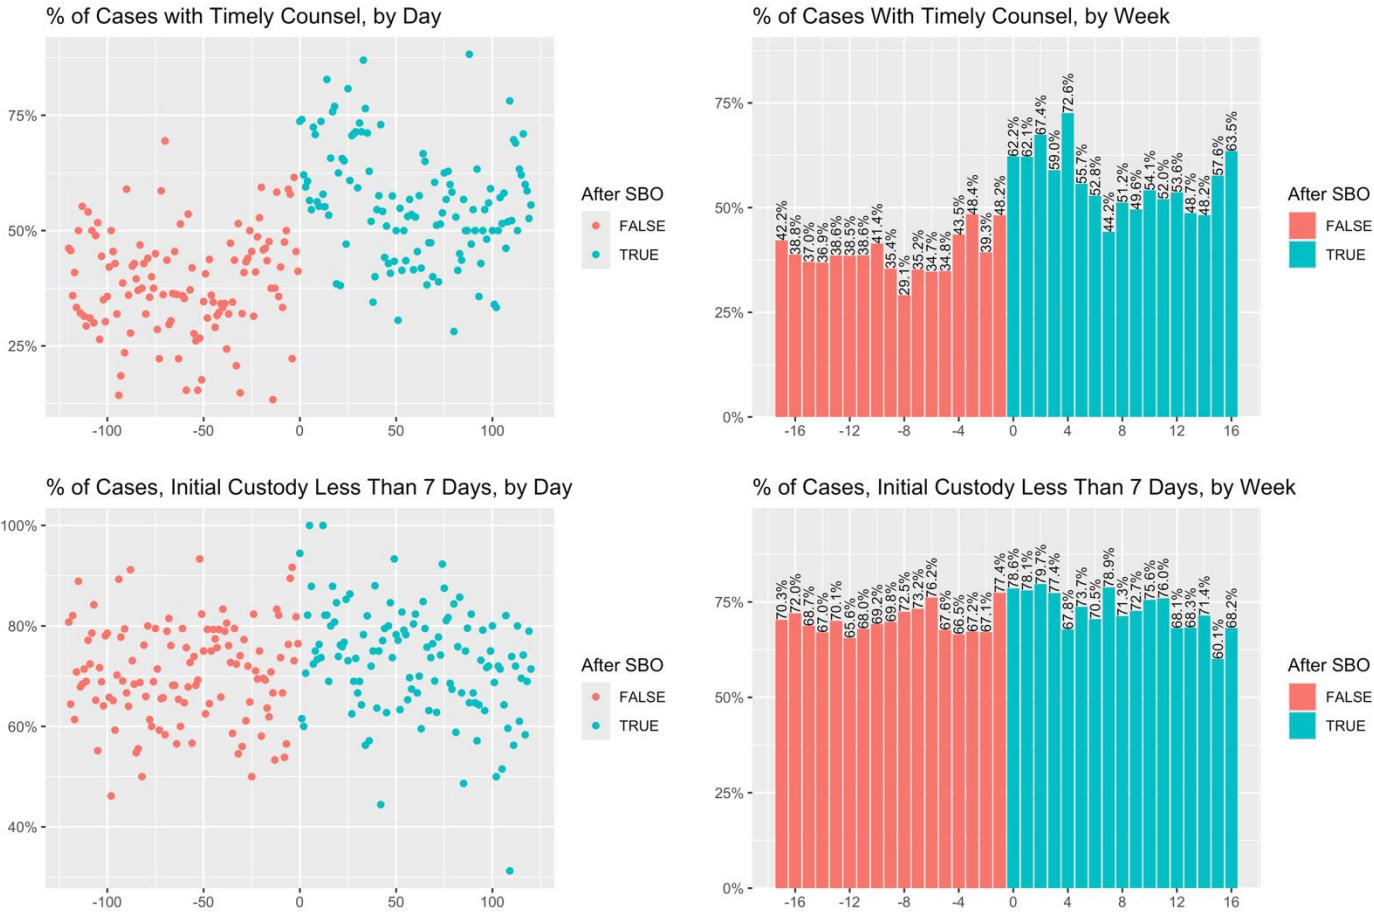 % of Cases with Timely Counsel, by Day
75%
50%
25%
-100 -50 0 50 100
After SBO
FALSE
TRUE
% of Cases With Timely Counsel, by Week
75%
50%
25%
0%
42.2% 38.8% 37.0% 36.9% 38.6% 38.5% 38.6% 41.4% 35.4% 29.1% 35.2% 34.7% 34.8% 43.5% 48.4% 39.3% 48.2% 62.2% 62.1% 67.4% 59.0% 72.6% 55.7% 52.8% 44.2% 51.2% 49.6% 54.1% 52.0% 53.6% 48.7% 48.2% 57.6% 63.5%
-16 -12 -8 -4 0 4 8 12 16
After SBO
FALSE
TRUE
% of Cases, Initial Custody Less Than 7 Days, by Day
100%
80%
60%
40%
-100 -50 0 50 100
After SBO
FALSE
TRUE
% of Cases, Initial Custody Less Than 7 Days, by Week
75%
50%
25%
0%
70.3% 72.0% 68.7% 67.0% 70.1% 65.6% 68.0% 69.2% 69.8% 72.5% 73.2% 76.2% 67.6% 66.5% 67.2% 67.1% 77.4% 78.6% 78.1% 79.7% 77.4% 67.8% 73.7% 70.5% 78.9% 71.3% 72.7% 75.6% 76.0% 68.1% 68.3% 71.4% 60.1% 68.2%
-16 -12 -8 -4 0 4 8 12 16
After SBO
FALSE
TRUE